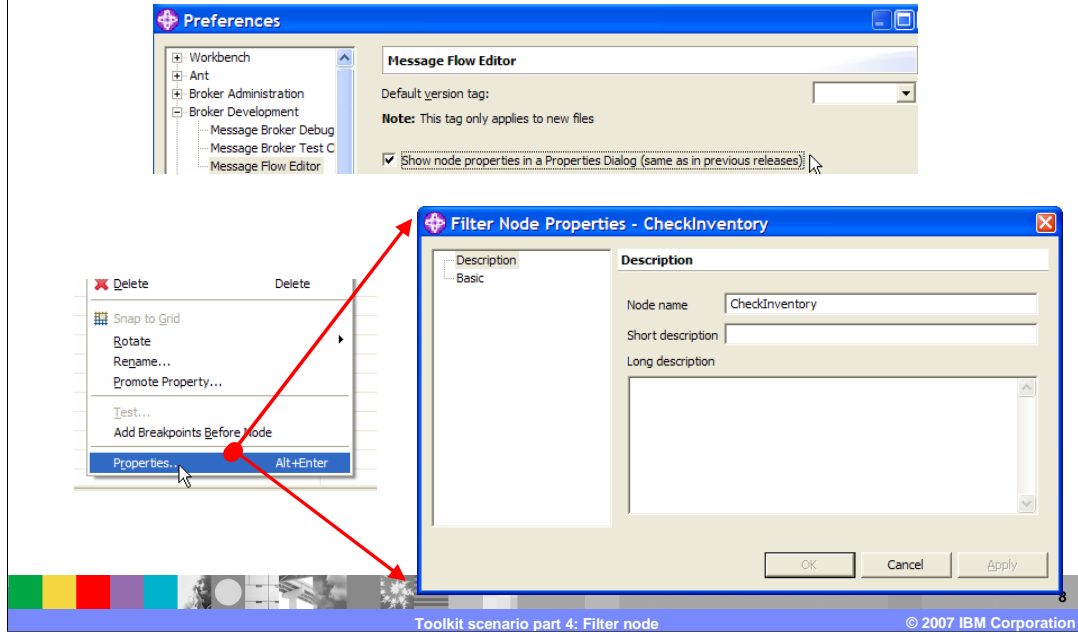 Preferences
Workbench
Ant
Broker Administration
Broker Development
Message Broker Debug
Message Broker Test C
Message Flow Editor
Message Flow Editor
Default version tag:
Note: This tag only applies to new files
Show node properties in a Properties Dialog (same as in previous releases)
Delete Delete
Snap to Grid
Rotate
Rename...
Promote Property...
Test...
Add Breakpoints Before Node
Properties... Alt+Enter
Filter Node Properties - CheckInventory
Description
Basic
Description
Node name CheckInventory
Short description
Long description
OK Cancel Apply
8
Toolkit scenario part 4: Filter node
© 2007 IBM Corporation